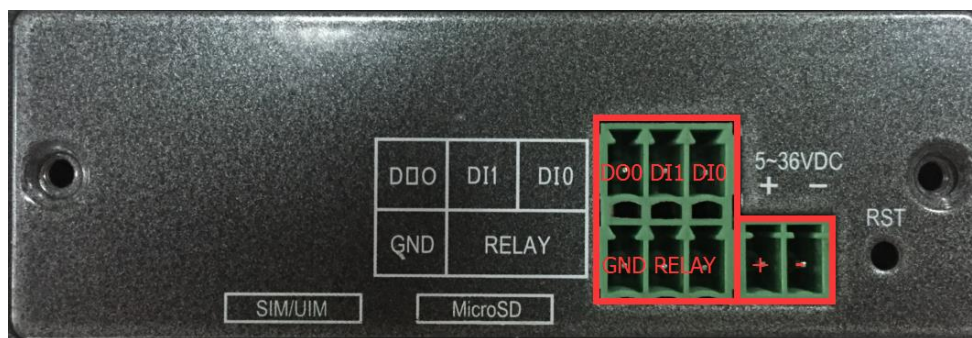 D□O DI1 DI0
GND RELAY
DO0 DI1 DI0
GND RELAY + -
5~36VDC
+ −
RST
SIM/UIM
MicroSD